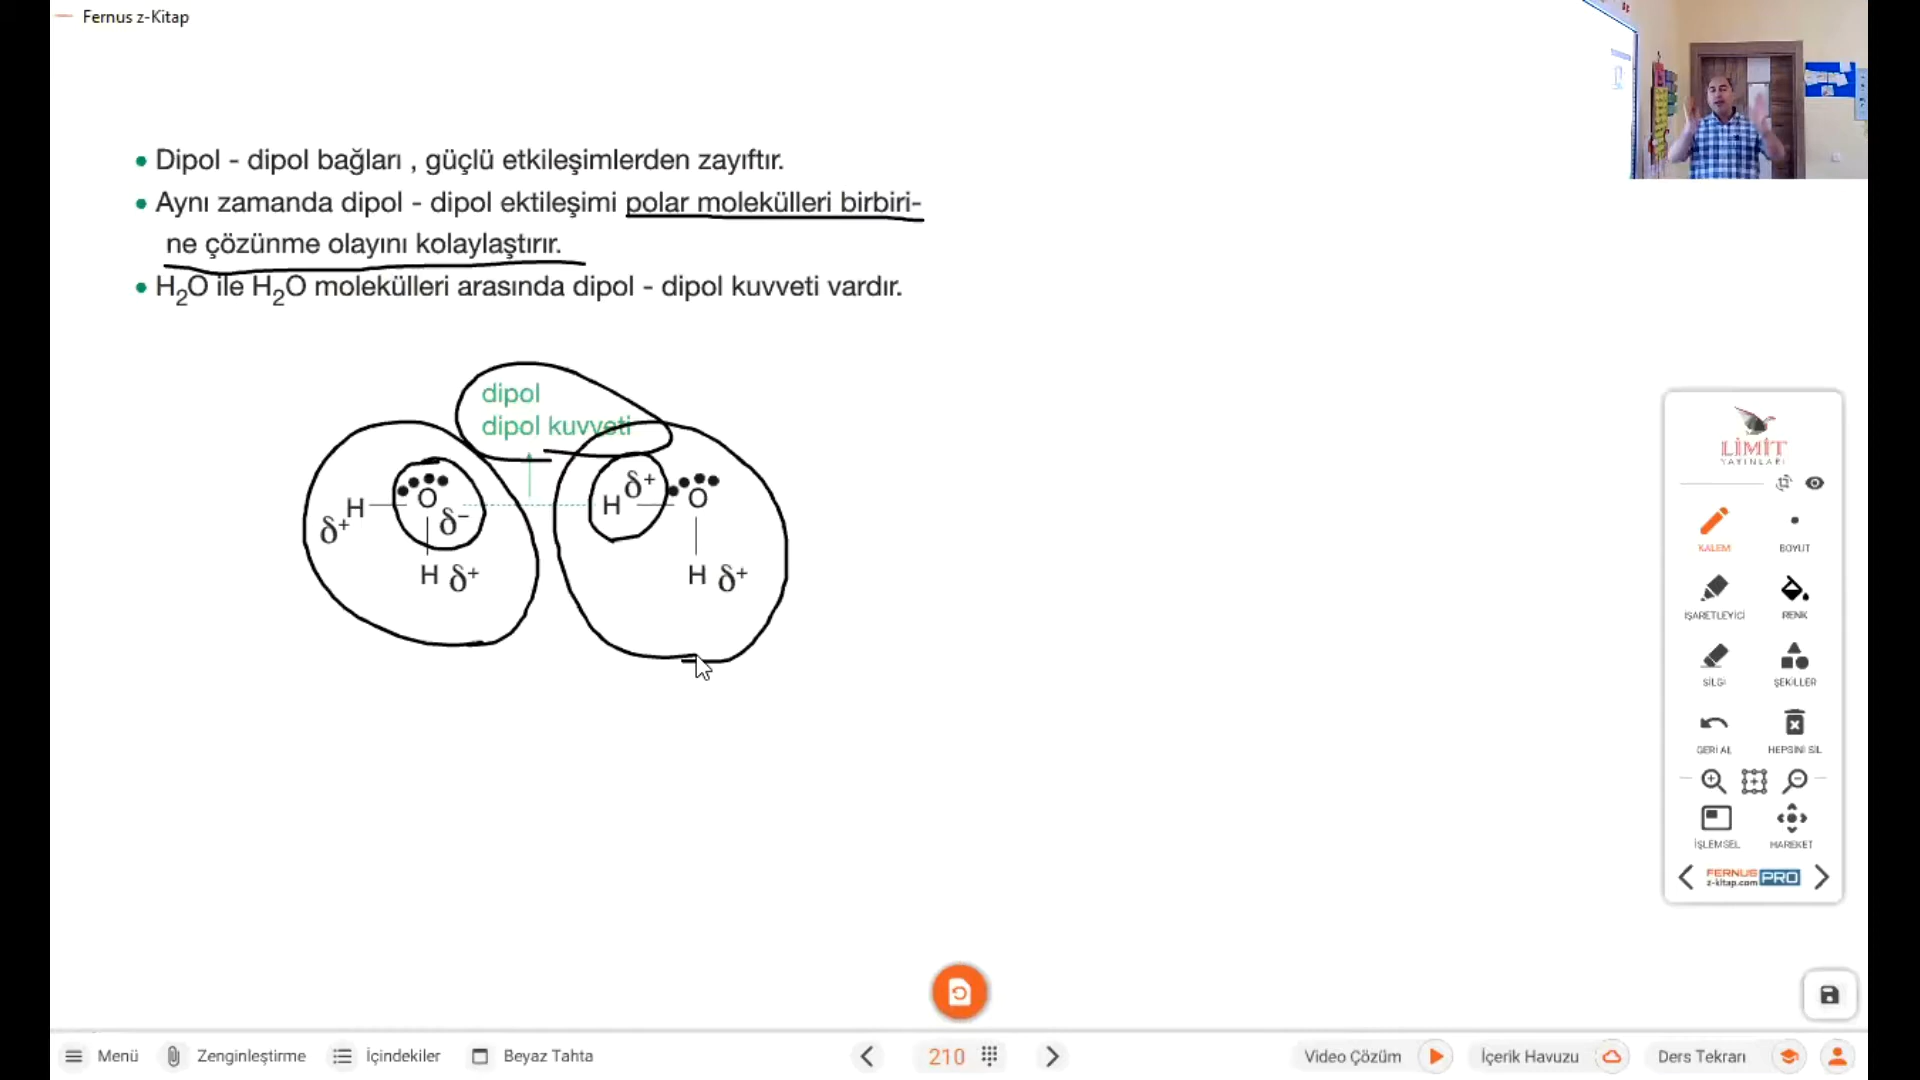 Fernus z-Kitap
• Dipol - dipol bağları , güçlü etkileşimlerden zayıftır.
• Aynı zamanda dipol - dipol ektileşimi polar molekülleri birbiri-
ne çözünme olayını kolaylaştırır.
• H₂O ile H₂O molekülleri arasında dipol - dipol kuvveti vardır.
dipol
dipol kuvveti
H O δ⁻ H δ⁺ O
δ⁺
H δ⁺ H δ⁺
LİMİT
YAYINLARI
KALEM BOYUT
İŞARETLEYİCİ RENK
SİLGİ ŞEKİLLER
GERİ AL HEPSİNİ SİL
İŞLEMSEL HAREKET
FERNUS PRO
z-kitap.com
Menü Zenginleştirme İçindekiler Beyaz Tahta 210 Video Çözüm İçerik Havuzu Ders Tekrarı